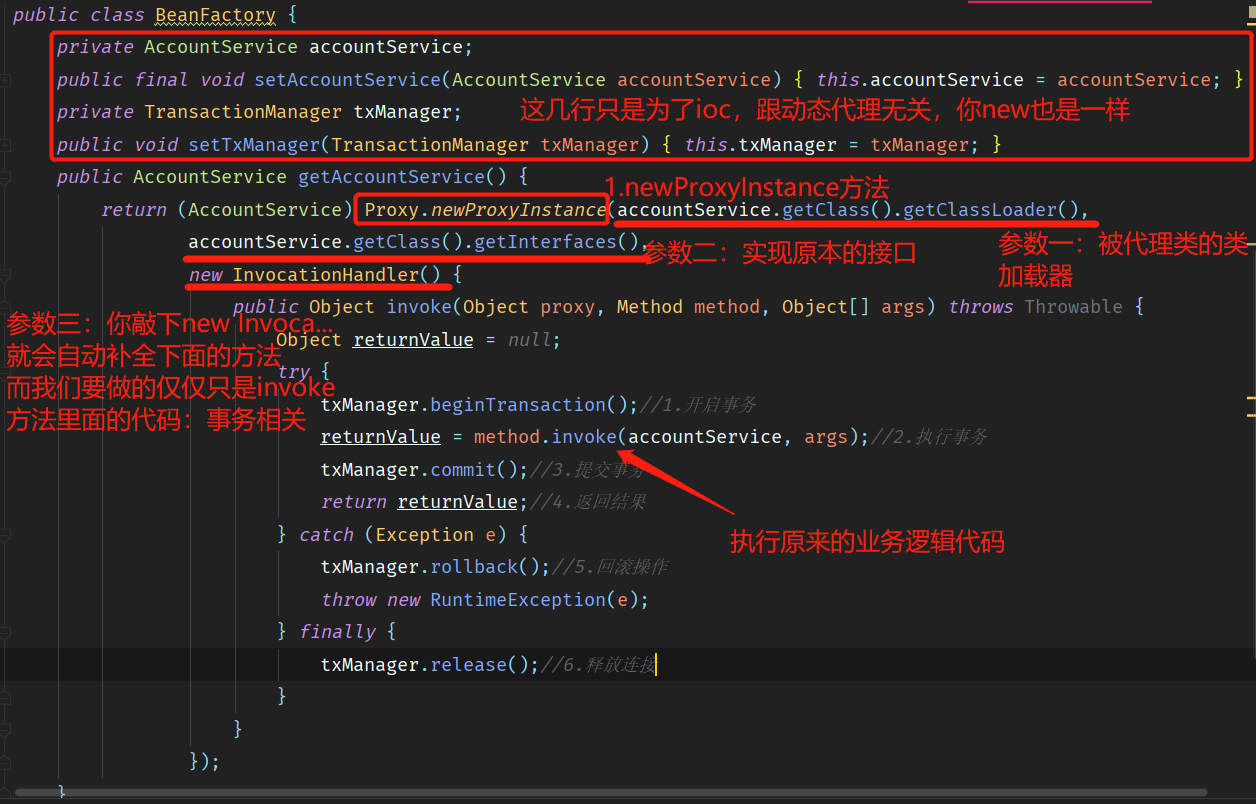 public class BeanFactory {
private AccountService accountService;
public final void setAccountService(AccountService accountService) { this.accountService = accountService; }
private TransactionManager txManager;
这几行只是为了ioc，跟动态代理无关，你new也是一样
public void setTxManager(TransactionManager txManager) { this.txManager = txManager; }
public AccountService getAccountService() {
1.newProxyInstance方法
return (AccountService) Proxy.newProxyInstance(accountService.getClass().getClassLoader(),
参数一：被代理类的类
加载器
accountService.getClass().getInterfaces(),
参数二：实现原本的接口
new InvocationHandler() {
public Object invoke(Object proxy, Method method, Object[] args) throws Throwable {
参数三：你敲下new Invoca...
就会自动补全下面的方法
而我们要做的仅仅只是invoke
方法里面的代码：事务相关
Object returnValue = null;
try {
txManager.beginTransaction();//1.开启事务
returnValue = method.invoke(accountService, args);//2.执行事务
txManager.commit();//3.提交事务
return returnValue;//4.返回结果
执行原来的业务逻辑代码
} catch (Exception e) {
txManager.rollback();//5.回滚操作
throw new RuntimeException(e);
} finally {
txManager.release();//6.释放连接
}
}
});
}